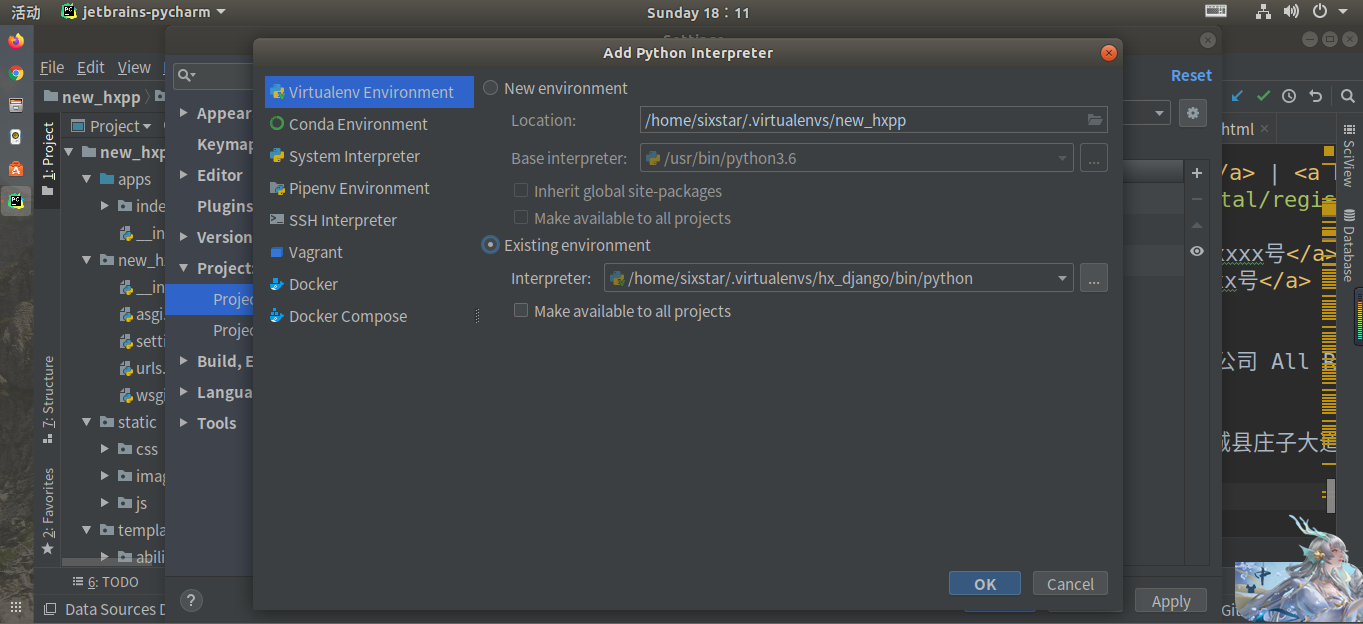 活动
jetbrains-pycharm
Sunday 18：11
Add Python Interpreter
File Edit View
new_hxpp
Project
1: Project
7: Structure
2: Favorites
new_hxp
apps
inde
__in
new_h
__in
asgi
setti
urls.
wsgi
static
css
imag
js
templa
abili
6: TODO
Data Sources D
Appear
Keymap
Editor
Plugins
Version
Project:
Projec
Projec
Build, E
Langua
Tools
?
Virtualenv Environment
Conda Environment
System Interpreter
Pipenv Environment
SSH Interpreter
Vagrant
Docker
Docker Compose
New environment
Location: /home/sixstar/.virtualenvs/new_hxpp
Base interpreter: /usr/bin/python3.6 ...
Inherit global site-packages
Make available to all projects
Existing environment
Interpreter: /home/sixstar/.virtualenvs/hx_django/bin/python ...
Make available to all projects
OK Cancel
Reset
Apply
html
/a> | <a
tal/regis
xxx号</a>
x号</a>
公司 All R
县庄子大道
SciView
Database